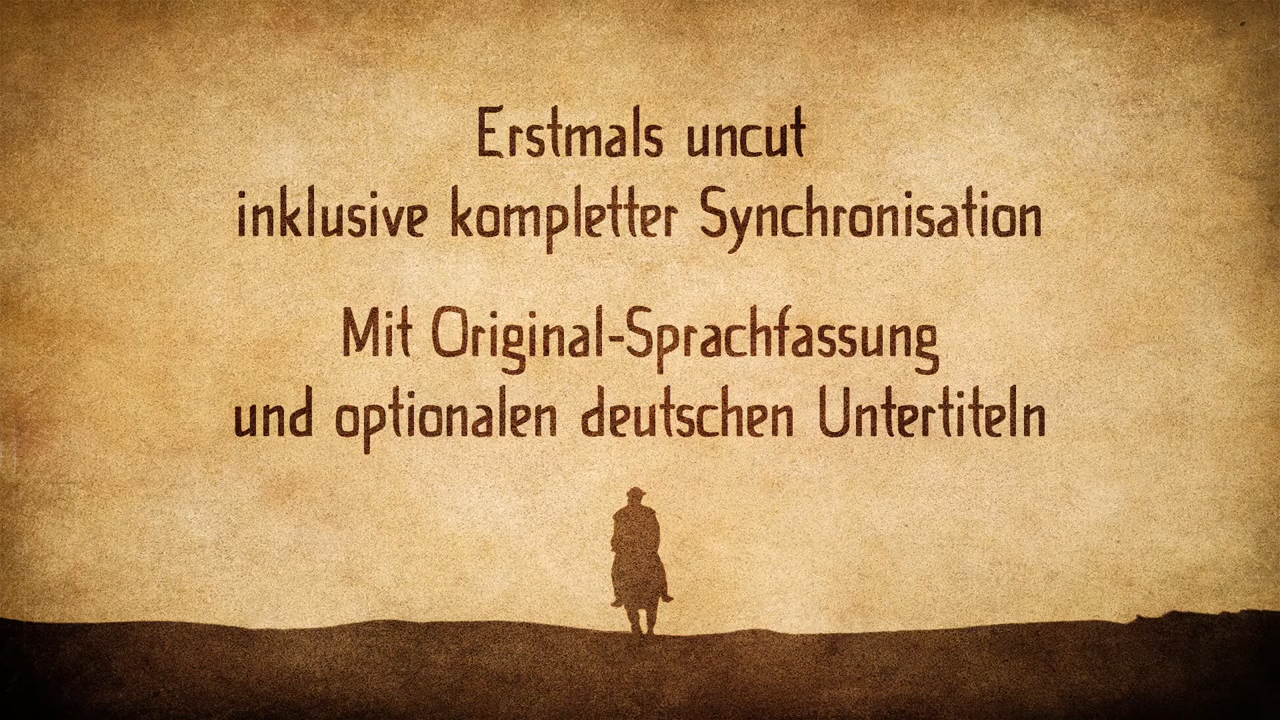 Erstmals uncut
inklusive kompletter Synchronisation
Mit Original-Sprachfassung
und optionalen deutschen Untertiteln